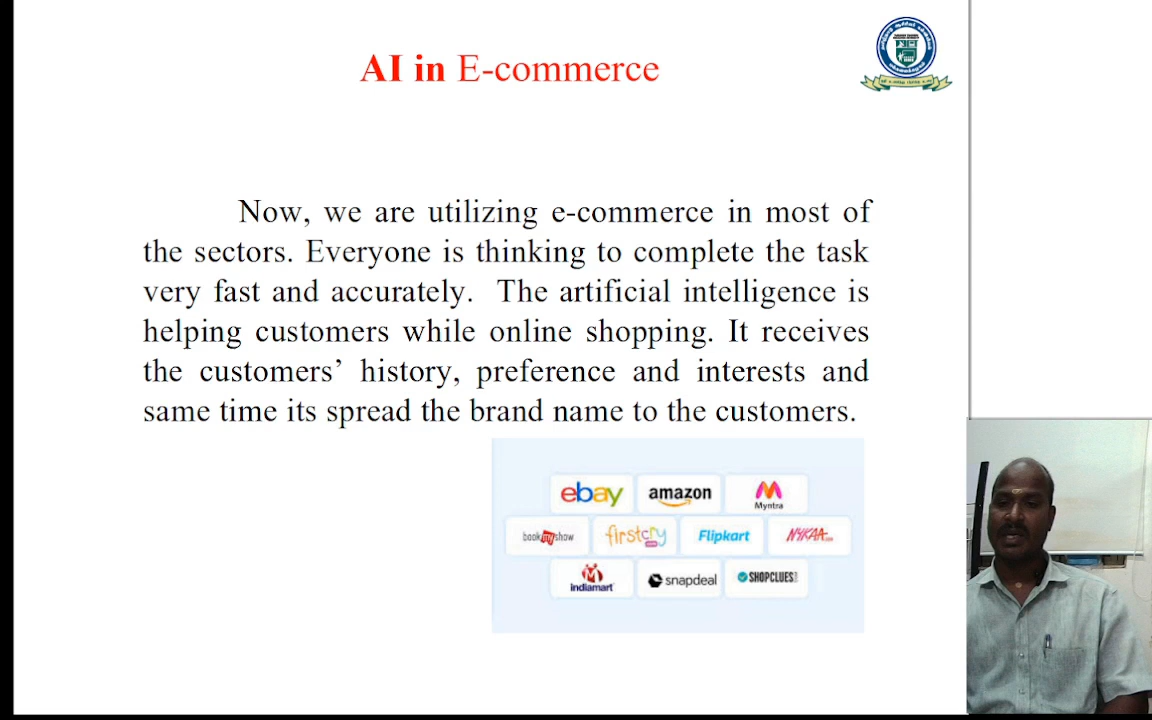 AI in E-commerce
Now, we are utilizing e-commerce in most of
the sectors. Everyone is thinking to complete the task
very fast and accurately. The artificial intelligence is
helping customers while online shopping. It receives
the customers’ history, preference and interests and
same time its spread the brand name to the customers.
ebay amazon Myntra
bookmyshow firstcry Flipkart NYKAA.com
indiamart snapdeal SHOPCLUES